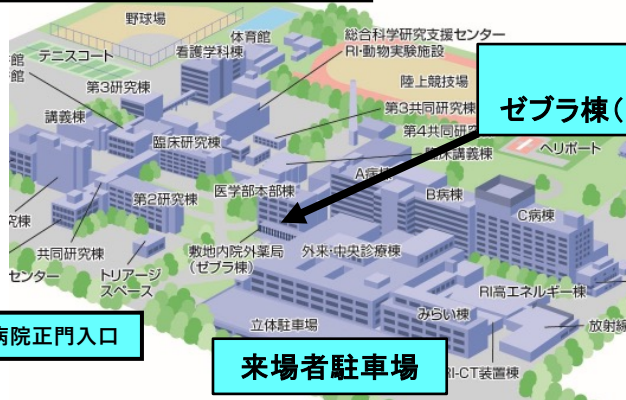 野球場
体育館
総合科学研究支援センター
RI・動物実験施設
看護学科棟
テニスコート
館
館
陸上競技場
第3研究棟
第3共同研究棟
ゼブラ棟(
講義棟
第4共同研
臨床研究棟
ヘリポート
臨床講義棟
A病棟
B病棟
第2研究棟
医学部本部棟
C病棟
究棟
共同研究棟
センター
敷地内院外薬局
(ゼブラ棟)
外来・中央診療棟
トリアージ
スペース
RI高エネルギー棟
みらい棟
立体駐車場
放射線
病院正門入口
来場者駐車場
RI-CT装置棟